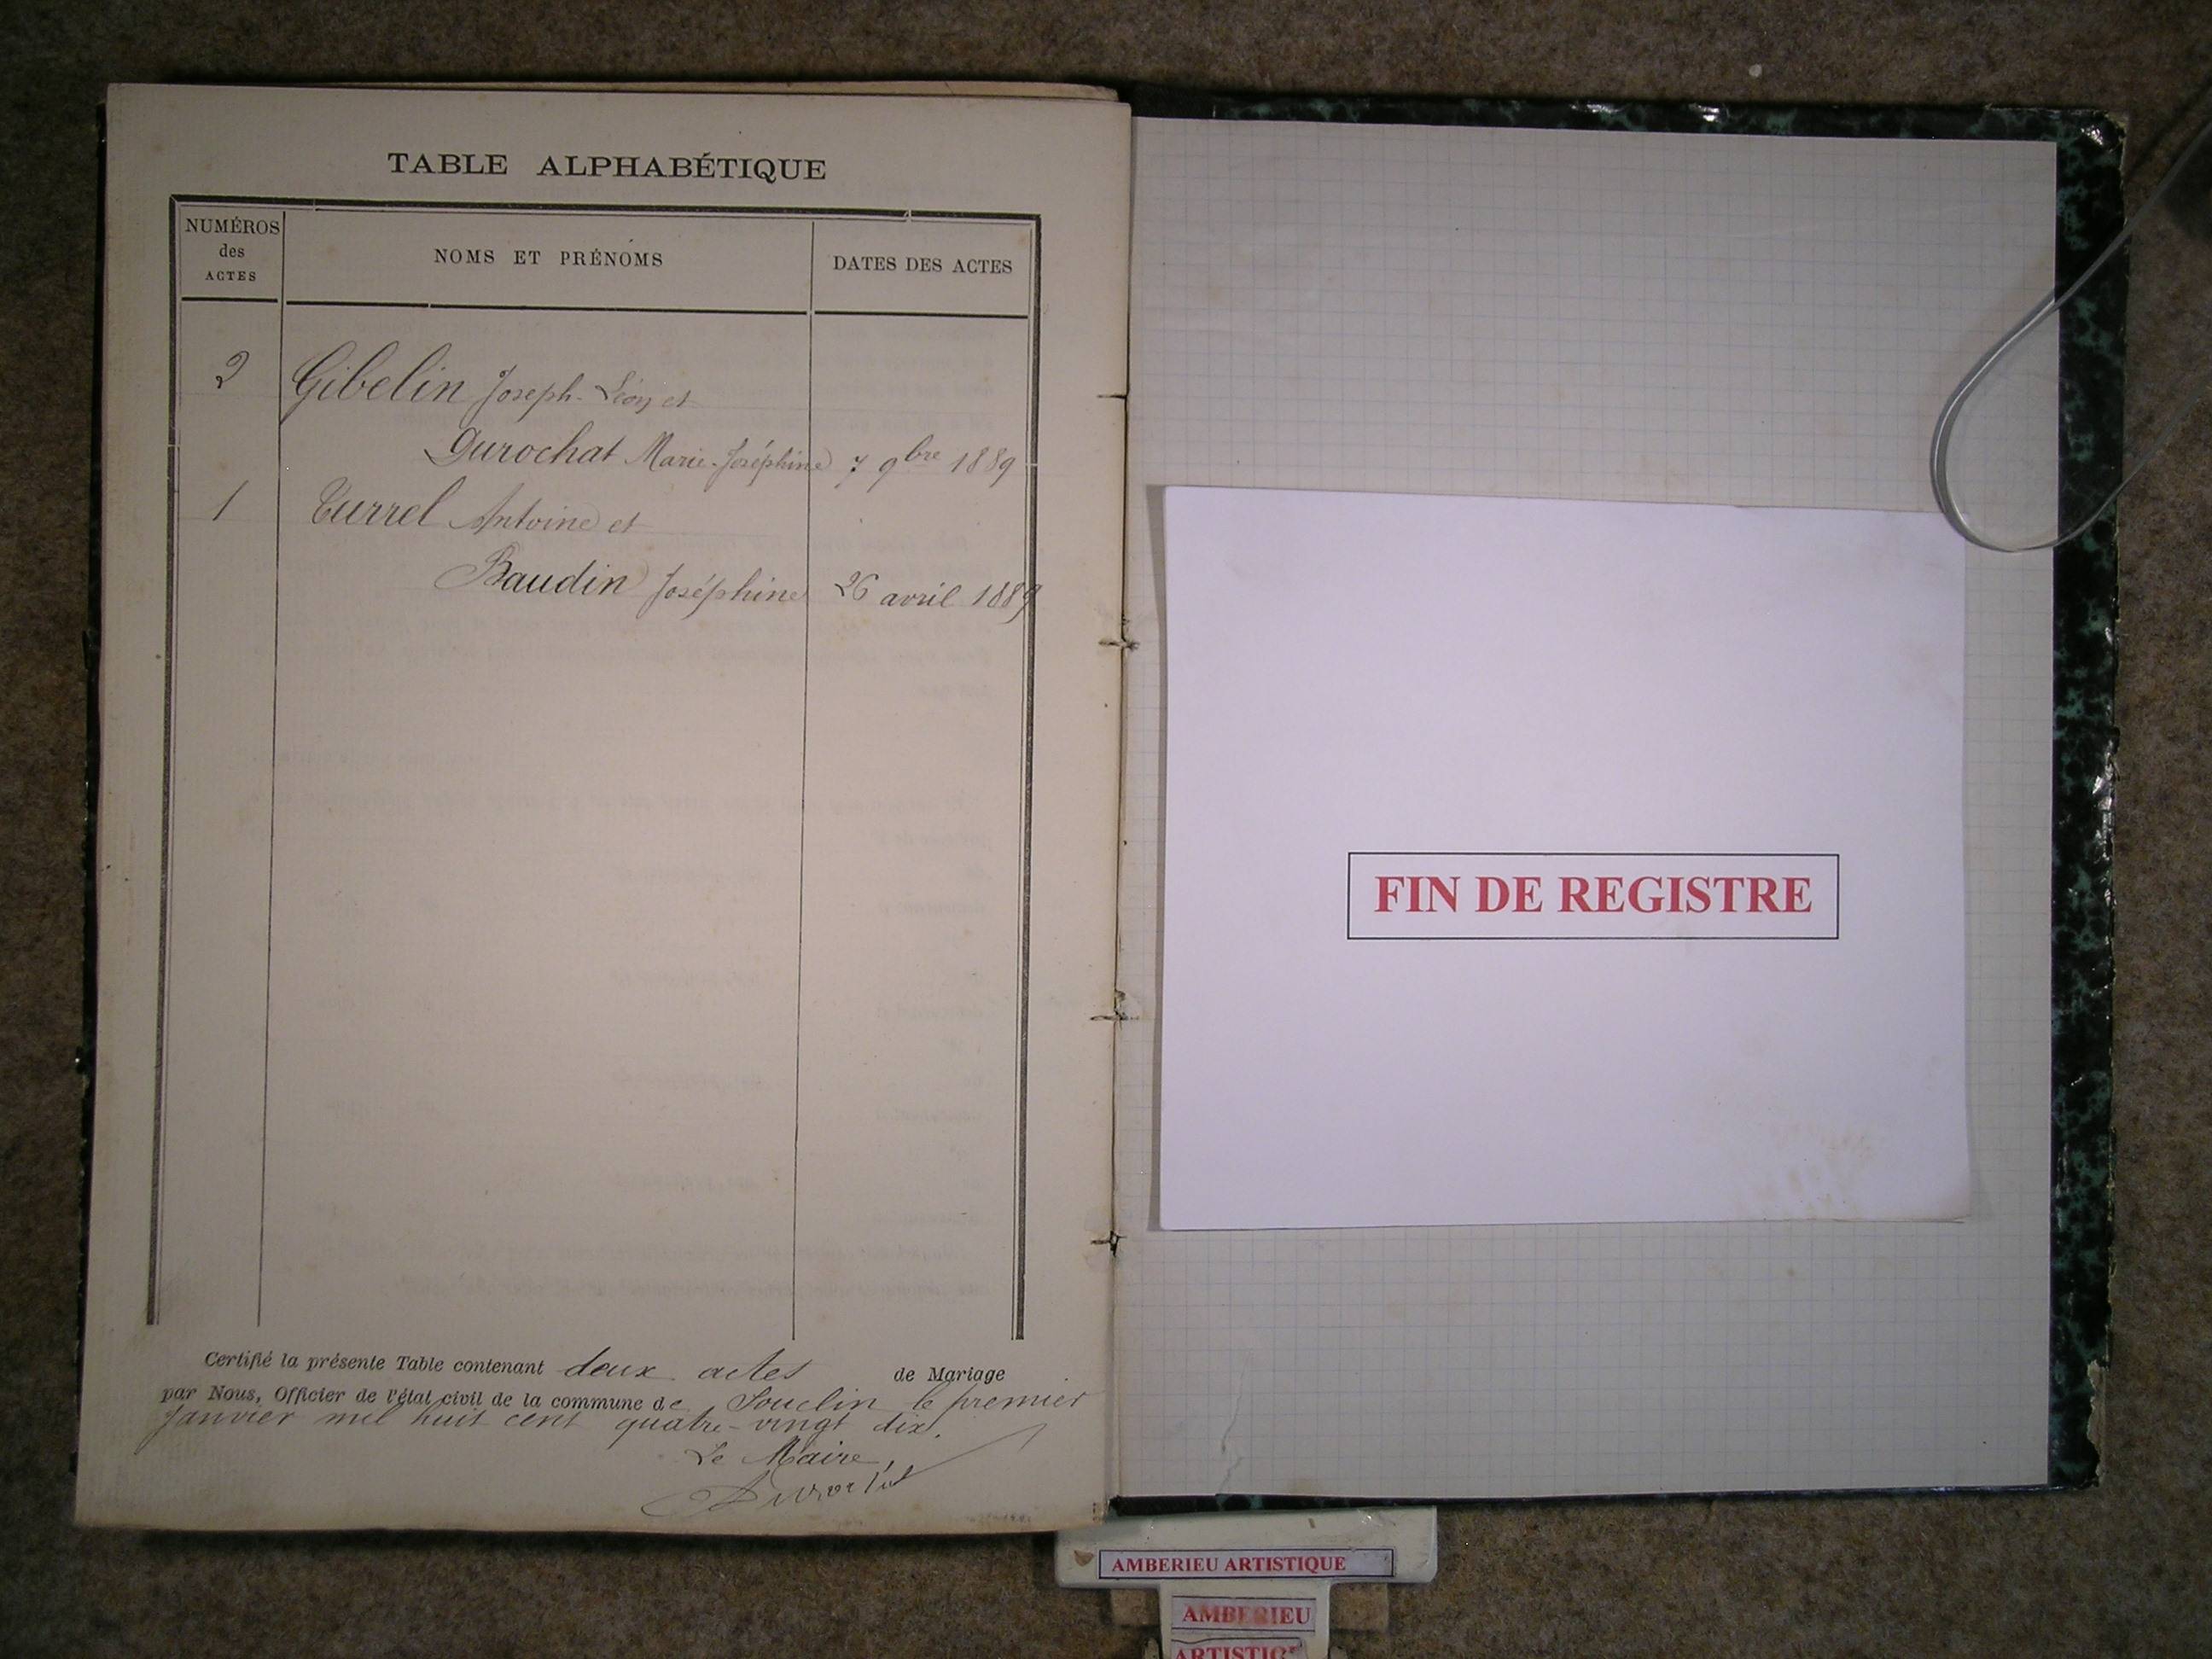 TABLE ALPHABÉTIQUE
NUMÉROS
des
ACTES
NOMS ET PRÉNOMS
DATES DES ACTES
2 Gibelin Joseph-Léon et
Durochat Marie-Joséphine 7 9bre 1889
1 Turrel Antoine et
Baudin Joséphine 26 avril 1889
Certifié la présente Table contenant deux actes de Mariage
par Nous, Officier de l'état civil de la commune de Souclin le premier
Janvier mil huit cent quatre-vingt dix.
Le Maire,
FIN DE REGISTRE
AMBERIEU ARTISTIQUE
AMBERIEU